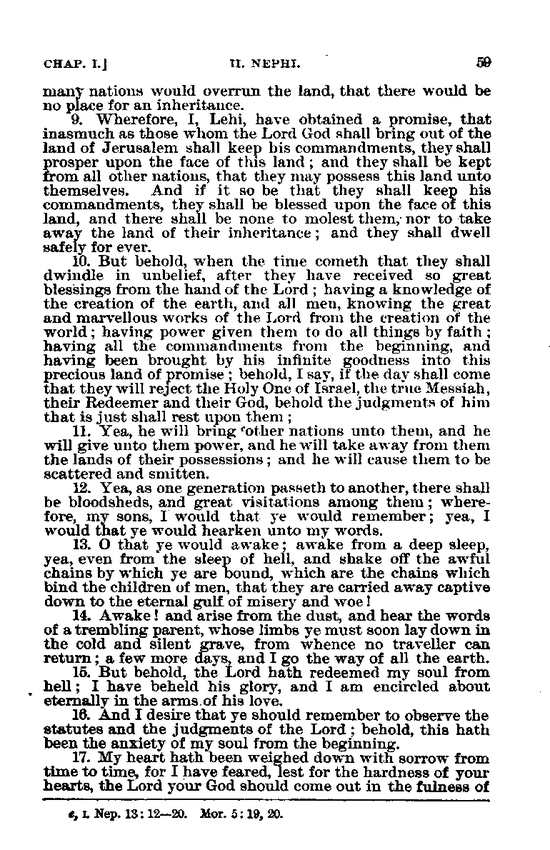 CHAP. I.] II. NEPHI. 59
many nations would overrun the land, that there would be
no place for an inheritance.
9. Wherefore, I, Lehi, have obtained a promise, that
inasmuch as those whom the Lord God shall bring out of the
land of Jerusalem shall keep his commandments, they shall
prosper upon the face of this land; and they shall be kept
from all other nations, that they may possess this land unto
themselves. And if it so be that they shall keep his
commandments, they shall be blessed upon the face of this
land, and there shall be none to molest them, nor to take
away the land of their inheritance; and they shall dwell
safely for ever.
10. But behold, when the time cometh that they shall
dwindle in unbelief, after they have received so great
blessings from the hand of the Lord; having a knowledge of
the creation of the earth, and all men, knowing the great
and marvellous works of the Lord from the creation of the
world; having power given them to do all things by faith;
having all the commandments from the beginning, and
having been brought by his infinite goodness into this
precious land of promise; behold, I say, if the day shall come
that they will reject the Holy One of Israel, the true Messiah,
their Redeemer and their God, behold the judgments of him
that is just shall rest upon them;
11. Yea, he will bring ᵉother nations unto them, and he
will give unto them power, and he will take away from them
the lands of their possessions; and he will cause them to be
scattered and smitten.
12. Yea, as one generation passeth to another, there shall
be bloodsheds, and great visitations among them; where-
fore, my sons, I would that ye would remember; yea, I
would that ye would hearken unto my words.
13. O that ye would awake; awake from a deep sleep,
yea, even from the sleep of hell, and shake off the awful
chains by which ye are bound, which are the chains which
bind the children of men, that they are carried away captive
down to the eternal gulf of misery and woe!
14. Awake! and arise from the dust, and hear the words
of a trembling parent, whose limbs ye must soon lay down in
the cold and silent grave, from whence no traveller can
return; a few more days, and I go the way of all the earth.
15. But behold, the Lord hath redeemed my soul from
hell; I have beheld his glory, and I am encircled about
eternally in the arms of his love.
16. And I desire that ye should remember to observe the
statutes and the judgments of the Lord; behold, this hath
been the anxiety of my soul from the beginning.
17. My heart hath been weighed down with sorrow from
time to time, for I have feared, lest for the hardness of your
hearts, the Lord your God should come out in the fulness of
e, I. Nep. 13:12—20. Mor. 5:19, 20.